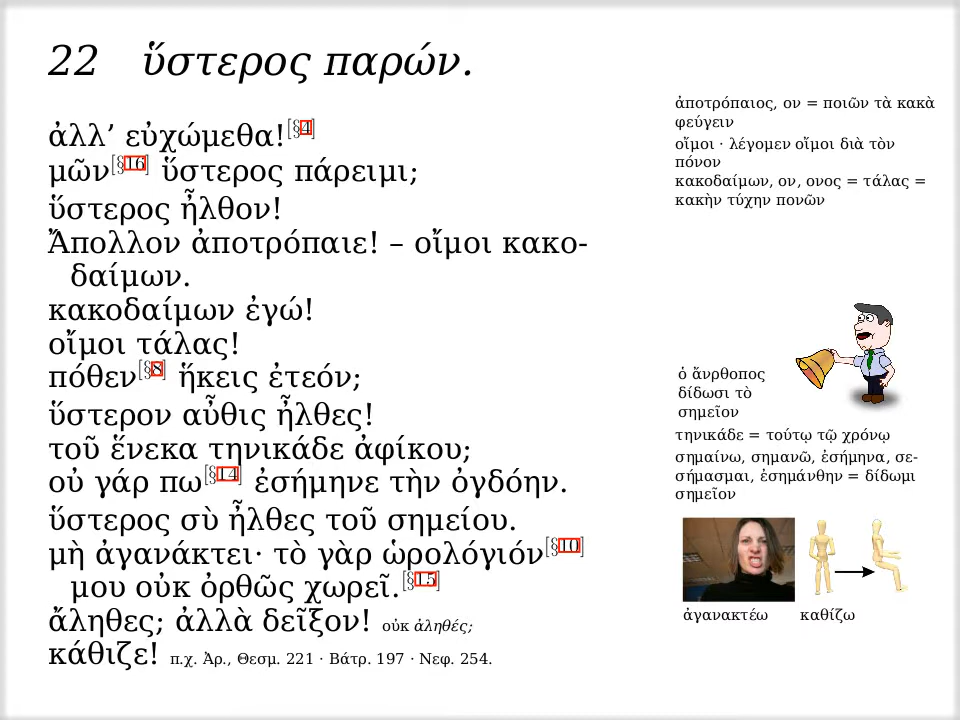 22 ὕστερος παρών.
ἀλλ’ εὐχώμεθα![§4]
μῶν[§16] ὕστερος πάρειμι;
ὕστερος ἦλθον!
Ἄπολλον ἀποτρόπαιε! – οἴμοι κακο-
δαίμων.
κακοδαίμων ἐγώ!
οἴμοι τάλας!
πόθεν[§8] ἥκεις ἐτεόν;
ὕστερον αὖθις ἦλθες!
τοῦ ἕνεκα τηνικάδε ἀφίκου;
οὐ γάρ πω[§14] ἐσήμηνε τὴν ὀγδόην.
ὕστερος σὺ ἦλθες τοῦ σημείου.
μὴ ἀγανάκτει· τὸ γὰρ ὡρολόγιόν[§10]
μου οὐκ ὀρθῶς χωρεῖ.[§15]
ἄληθες; ἀλλὰ δεῖξον! οὐκ ἀληθές;
κάθιζε! π.χ. Ἀρ., Θεσμ. 221 · Βάτρ. 197 · Νεφ. 254.
ἀποτρόπαιος, ον = ποιῶν τὰ κακὰ
φεύγειν
οἴμοι · λέγομεν οἴμοι διὰ τὸν
πόνον
κακοδαίμων, ον, ονος = τάλας =
κακὴν τύχην πονῶν
ὁ ἄνρθοπος
δίδωσι τὸ
σημεῖον
τηνικάδε = τούτῳ τῷ χρόνῳ
σημαίνω, σημανῶ, ἐσήμηνα, σε-
σήμασμαι, ἐσημάνθην = δίδωμι
σημεῖον
ἀγανακτέω
καθίζω